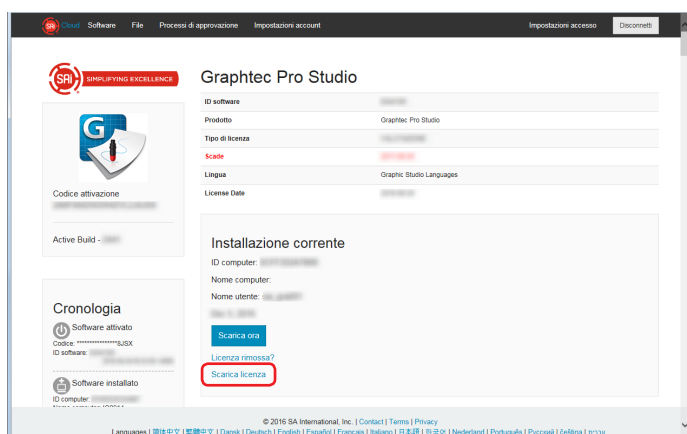 SAi Cloud Software File Processi di approvazione Impostazioni account Impostazioni accesso Disconnetti
SAi SIMPLIFYING EXCELLENCE
Graphtec Pro Studio
ID software
Prodotto Graphtec Pro Studio
Tipo di licenza
Scade
Lingua Graphic Studio Languages
License Date
G
Codice attivazione
Active Build -
Installazione corrente
ID computer:
Nome computer:
Nome utente:
Scarica ora
Licenza rimossa?
Scarica licenza
Cronologia
Software attivato
Codice: ****************8JSX
ID software:
Software installato
ID computer:
© 2016 SA International, Inc. | Contact | Terms | Privacy
Languages | 简体中文 | 繁體中文 | Dansk | Deutsch | English | Español | Français | Italiano | 日本語 | 한국어 | Nederland | Português | Русский | čeština | עברית